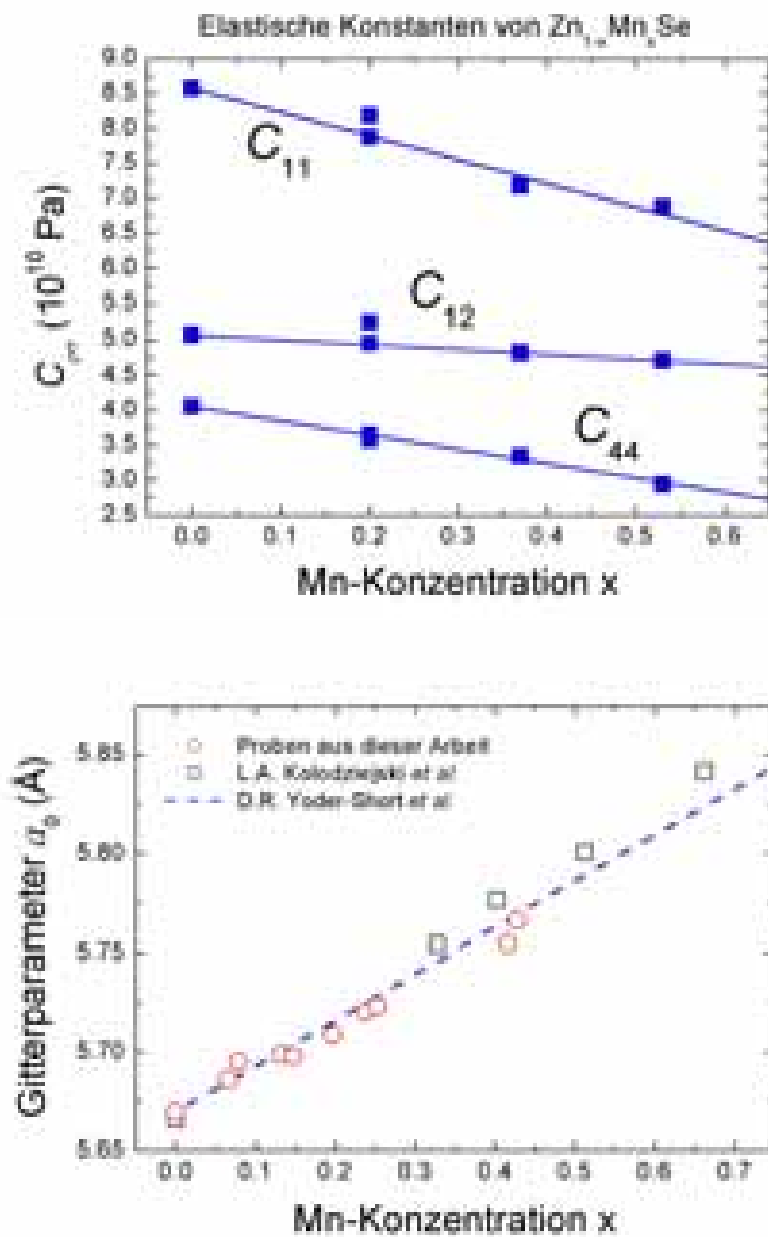 Elastische Konstanten von Zn₁₋ₓMnₓSe
9.0
8.5
8.0
7.5
7.0
6.5
6.0
5.5
5.0
4.5
4.0
3.5
3.0
2.5
C (10¹⁰ Pa)
C₁₁
C₁₂
C₄₄
0.0 0.1 0.2 0.3 0.4 0.5 0.6
Mn-Konzentration x
5.85
5.80
5.75
5.70
5.65
Gitterparameter a₀ (Å)
Proben aus dieser Arbeit
L.A. Kolodziejski et al
D.R. Yoder-Short et al
0.0 0.1 0.2 0.3 0.4 0.5 0.6 0.7
Mn-Konzentration x